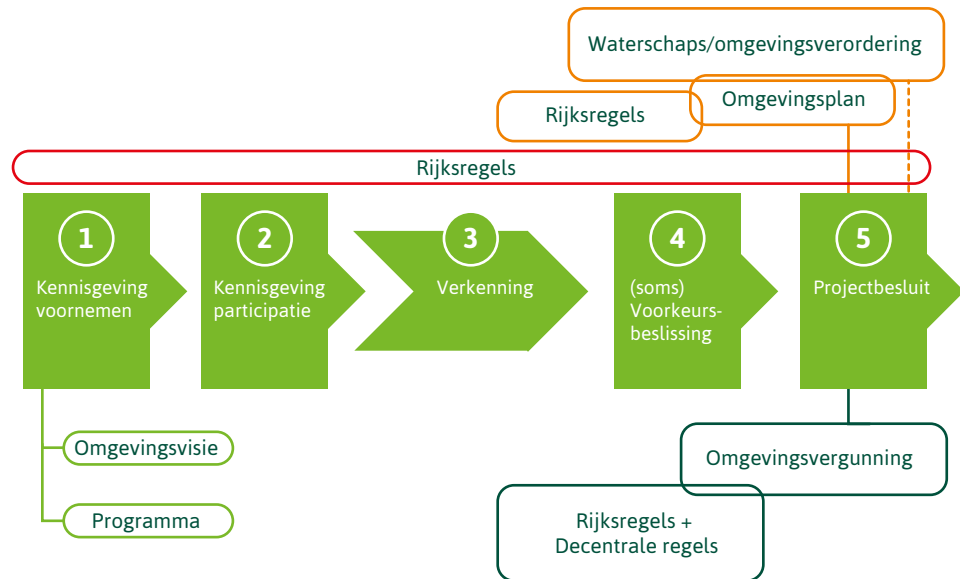 Waterschaps/omgevingsverordering
Omgevingsplan
Rijksregels
Rijksregels
1
Kennisgeving
voornemen
2
Kennisgeving
participatie
3
Verkenning
4
(soms)
Voorkeurs-
beslissing
5
Projectbesluit
Omgevingsvisie
Programma
Omgevingsvergunning
Rijksregels +
Decentrale regels